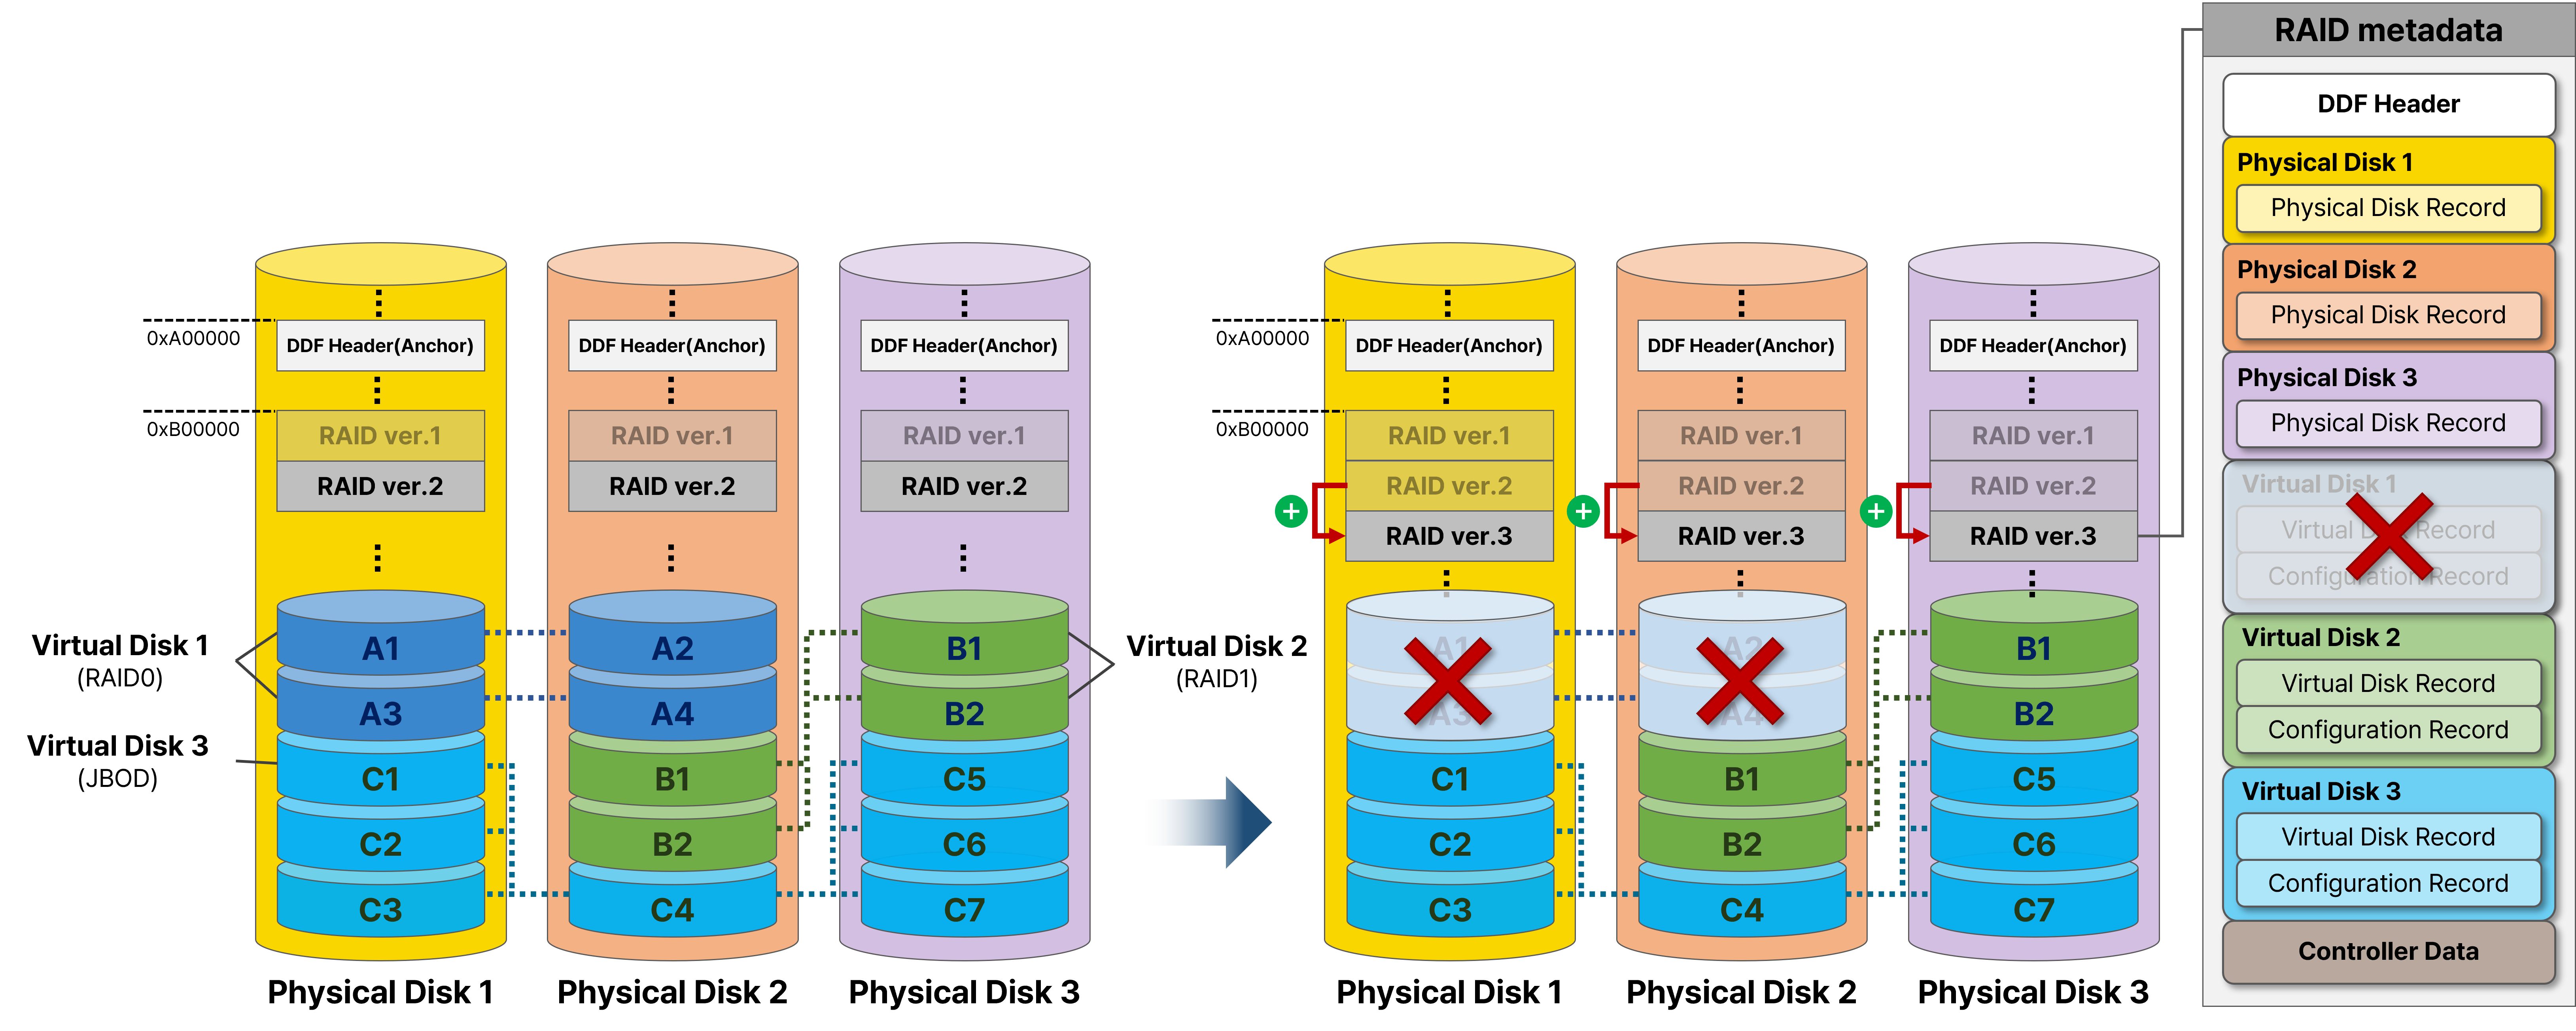 0xA00000
0xB00000
DDF Header(Anchor)
RAID ver.1
RAID ver.2
A1
A3
C1
C2
C3
Physical Disk 1
DDF Header(Anchor)
RAID ver.1
RAID ver.2
A2
A4
B1
B2
C4
Physical Disk 2
DDF Header(Anchor)
RAID ver.1
RAID ver.2
B1
B2
C5
C6
C7
Physical Disk 3
Virtual Disk 1
(RAID0)
Virtual Disk 3
(JBOD)
Virtual Disk 2
(RAID1)
0xA00000
0xB00000
DDF Header(Anchor)
RAID ver.1
RAID ver.2
+
RAID ver.3
A1
A3
C1
C2
C3
Physical Disk 1
DDF Header(Anchor)
RAID ver.1
RAID ver.2
+
RAID ver.3
A2
A4
B1
B2
C4
Physical Disk 2
DDF Header(Anchor)
RAID ver.1
RAID ver.2
+
RAID ver.3
B1
B2
C5
C6
C7
Physical Disk 3
RAID metadata
DDF Header
Physical Disk 1
Physical Disk Record
Physical Disk 2
Physical Disk Record
Physical Disk 3
Physical Disk Record
Virtual Disk 1
Virtual Disk Record
Configuration Record
Virtual Disk 2
Virtual Disk Record
Configuration Record
Virtual Disk 3
Virtual Disk Record
Configuration Record
Controller Data